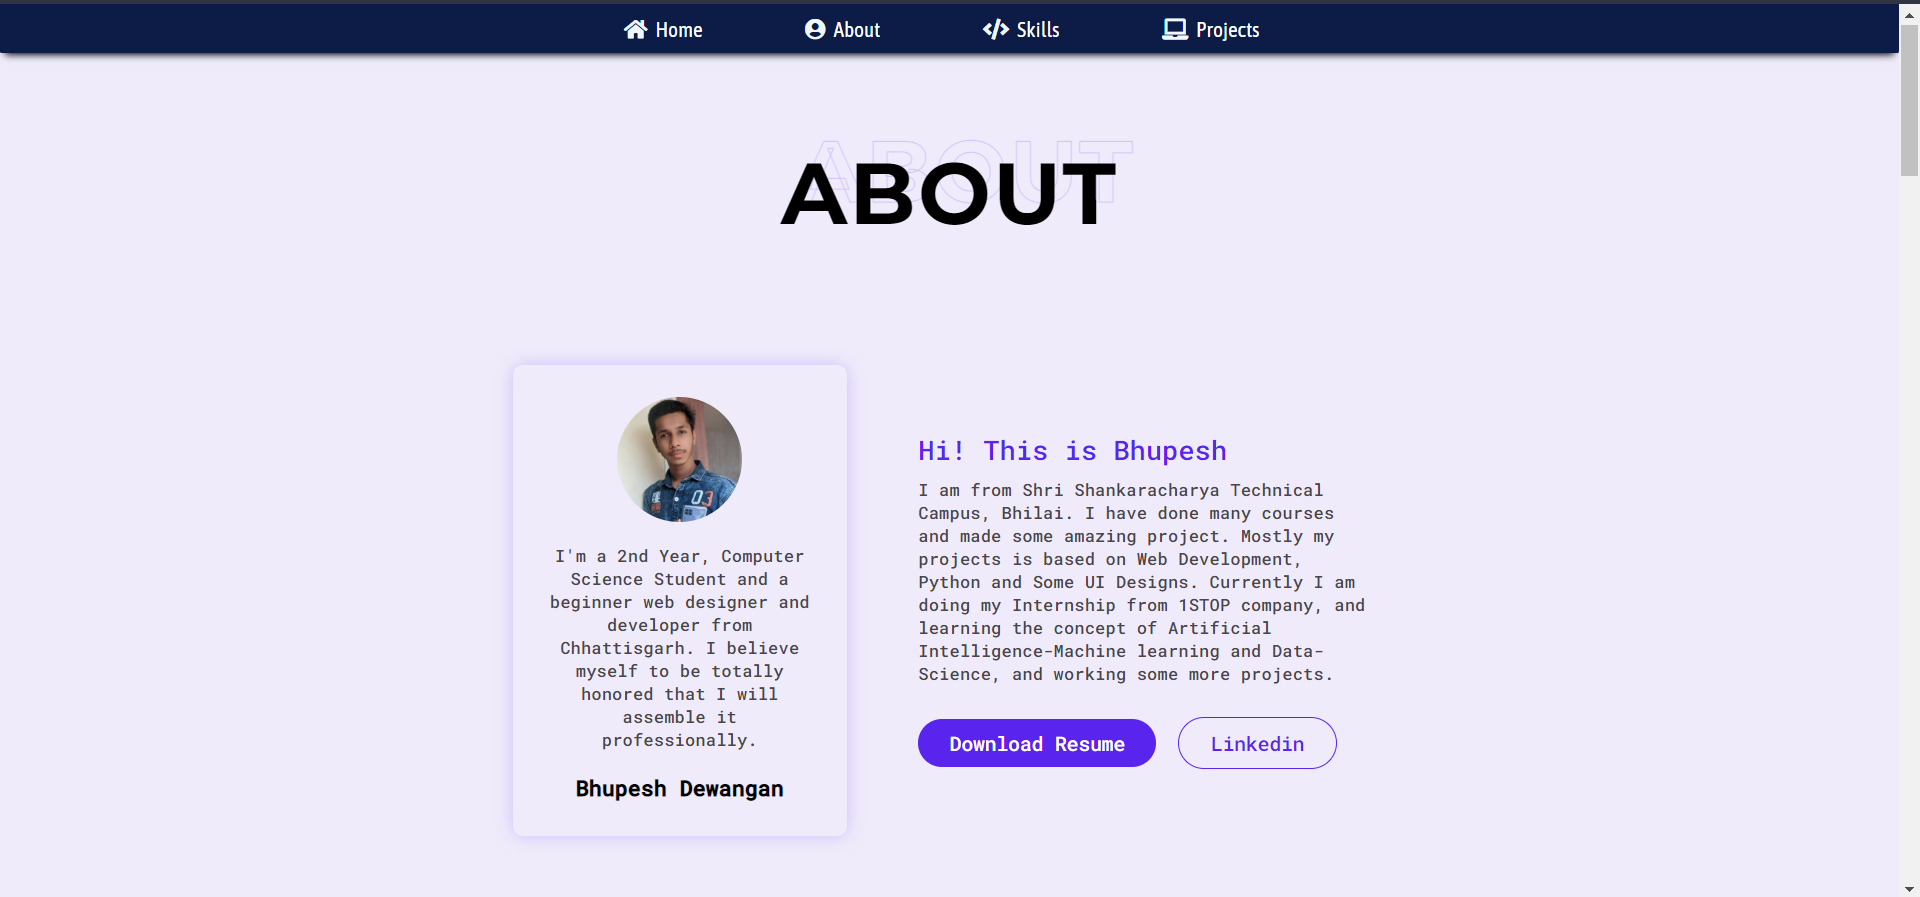 Home About Skills Projects
ABOUT
ABOUT
I'm a 2nd Year, Computer
Science Student and a
beginner web designer and
developer from
Chhattisgarh. I believe
myself to be totally
honored that I will
assemble it
professionally.
Bhupesh Dewangan
Hi! This is Bhupesh
I am from Shri Shankaracharya Technical
Campus, Bhilai. I have done many courses
and made some amazing project. Mostly my
projects is based on Web Development,
Python and Some UI Designs. Currently I am
doing my Internship from 1STOP company, and
learning the concept of Artificial
Intelligence-Machine learning and Data-
Science, and working some more projects.
Download Resume Linkedin
03